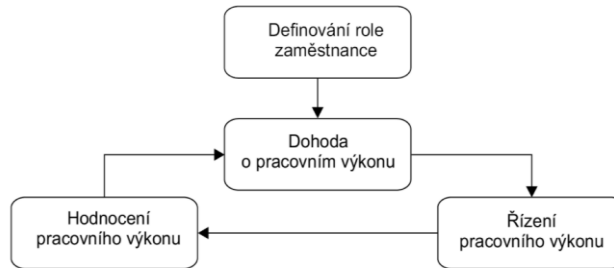 Definování role
zaměstnance
Dohoda
o pracovním výkonu
Hodnocení
pracovního výkonu
Řízení
pracovního výkonu